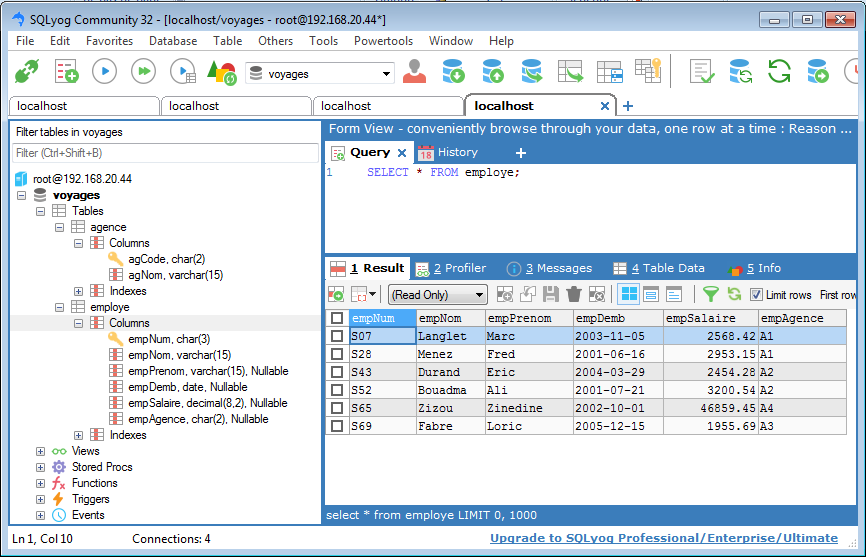 SQLyog Community 32 - [localhost/voyages - root@192.168.20.44*]
File Edit Favorites Database Table Others Tools Powertools Window Help
voyages
localhost localhost localhost localhost
Filter tables in voyages
Filter (Ctrl+Shift+B)
root@192.168.20.44
voyages
Tables
agence
Columns
agCode, char(2)
agNom, varchar(15)
Indexes
employe
Columns
empNum, char(3)
empNom, varchar(15)
empPrenom, varchar(15), Nullable
empDemb, date, Nullable
empSalaire, decimal(8,2), Nullable
empAgence, char(2), Nullable
Indexes
Views
Stored Procs
Functions
Triggers
Events
Form View - conveniently browse through your data, one row at a time : Reason ...
Query 18 History
1 SELECT * FROM employe;
1 Result 2 Profiler 3 Messages 4 Table Data 5 Info
(Read Only) Limit rows First row
empNum empNom empPrenom empDemb empSalaire empAgence
S07 Langlet Marc 2003-11-05 2568.42 A1
S28 Menez Fred 2001-06-16 2953.15 A1
S43 Durand Eric 2004-03-29 2454.28 A2
S52 Bouadma Ali 2001-07-21 3200.54 A2
S65 Zizou Zinedine 2002-10-01 46859.45 A4
S69 Fabre Loric 2005-12-15 1955.69 A3
select * from employe LIMIT 0, 1000
Ln 1, Col 10 Connections: 4 Upgrade to SQLyog Professional/Enterprise/Ultimate